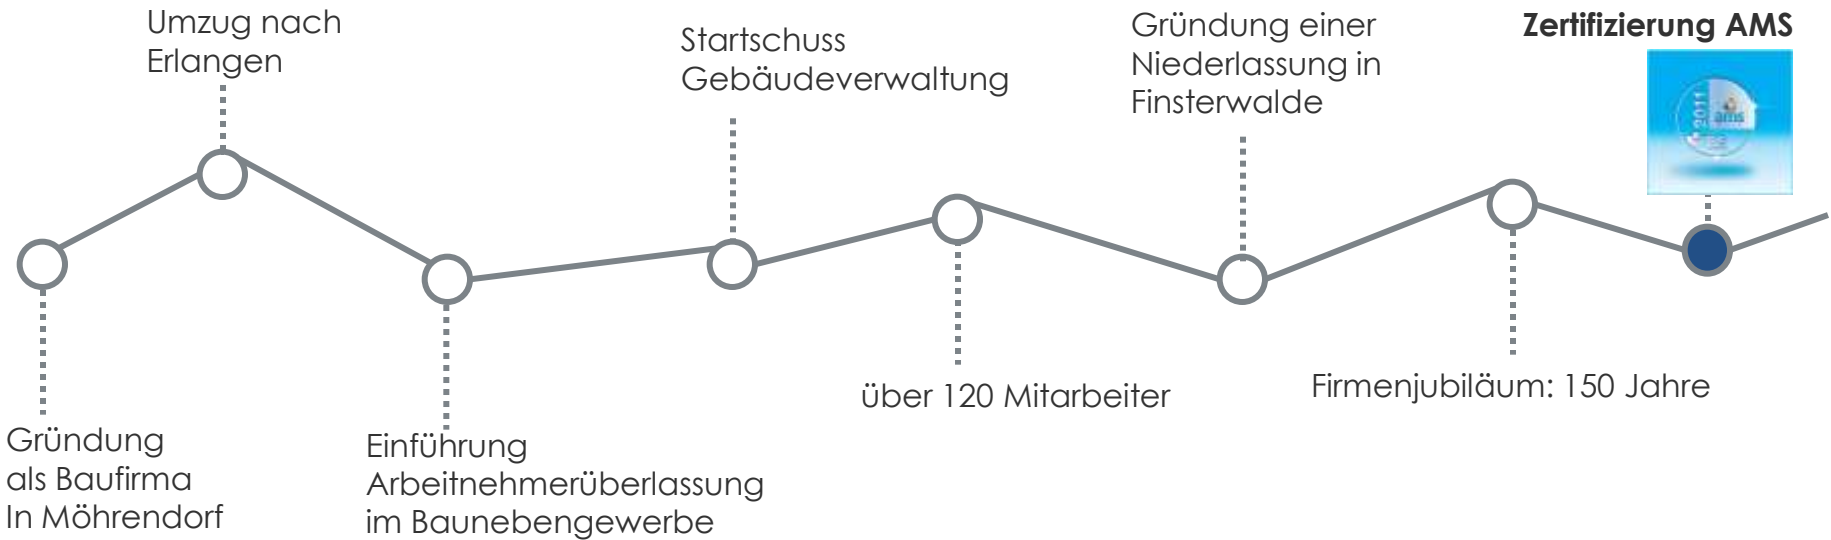 Umzug nach
Erlangen
Startschuss
Gebäudeverwaltung
Gründung einer
Niederlassung in
Finsterwalde
Zertifizierung AMS
2011
ams
über 120 Mitarbeiter
Firmenjubiläum: 150 Jahre
Gründung
als Baufirma
In Möhrendorf
Einführung
Arbeitnehmerüberlassung
im Baunebengewerbe